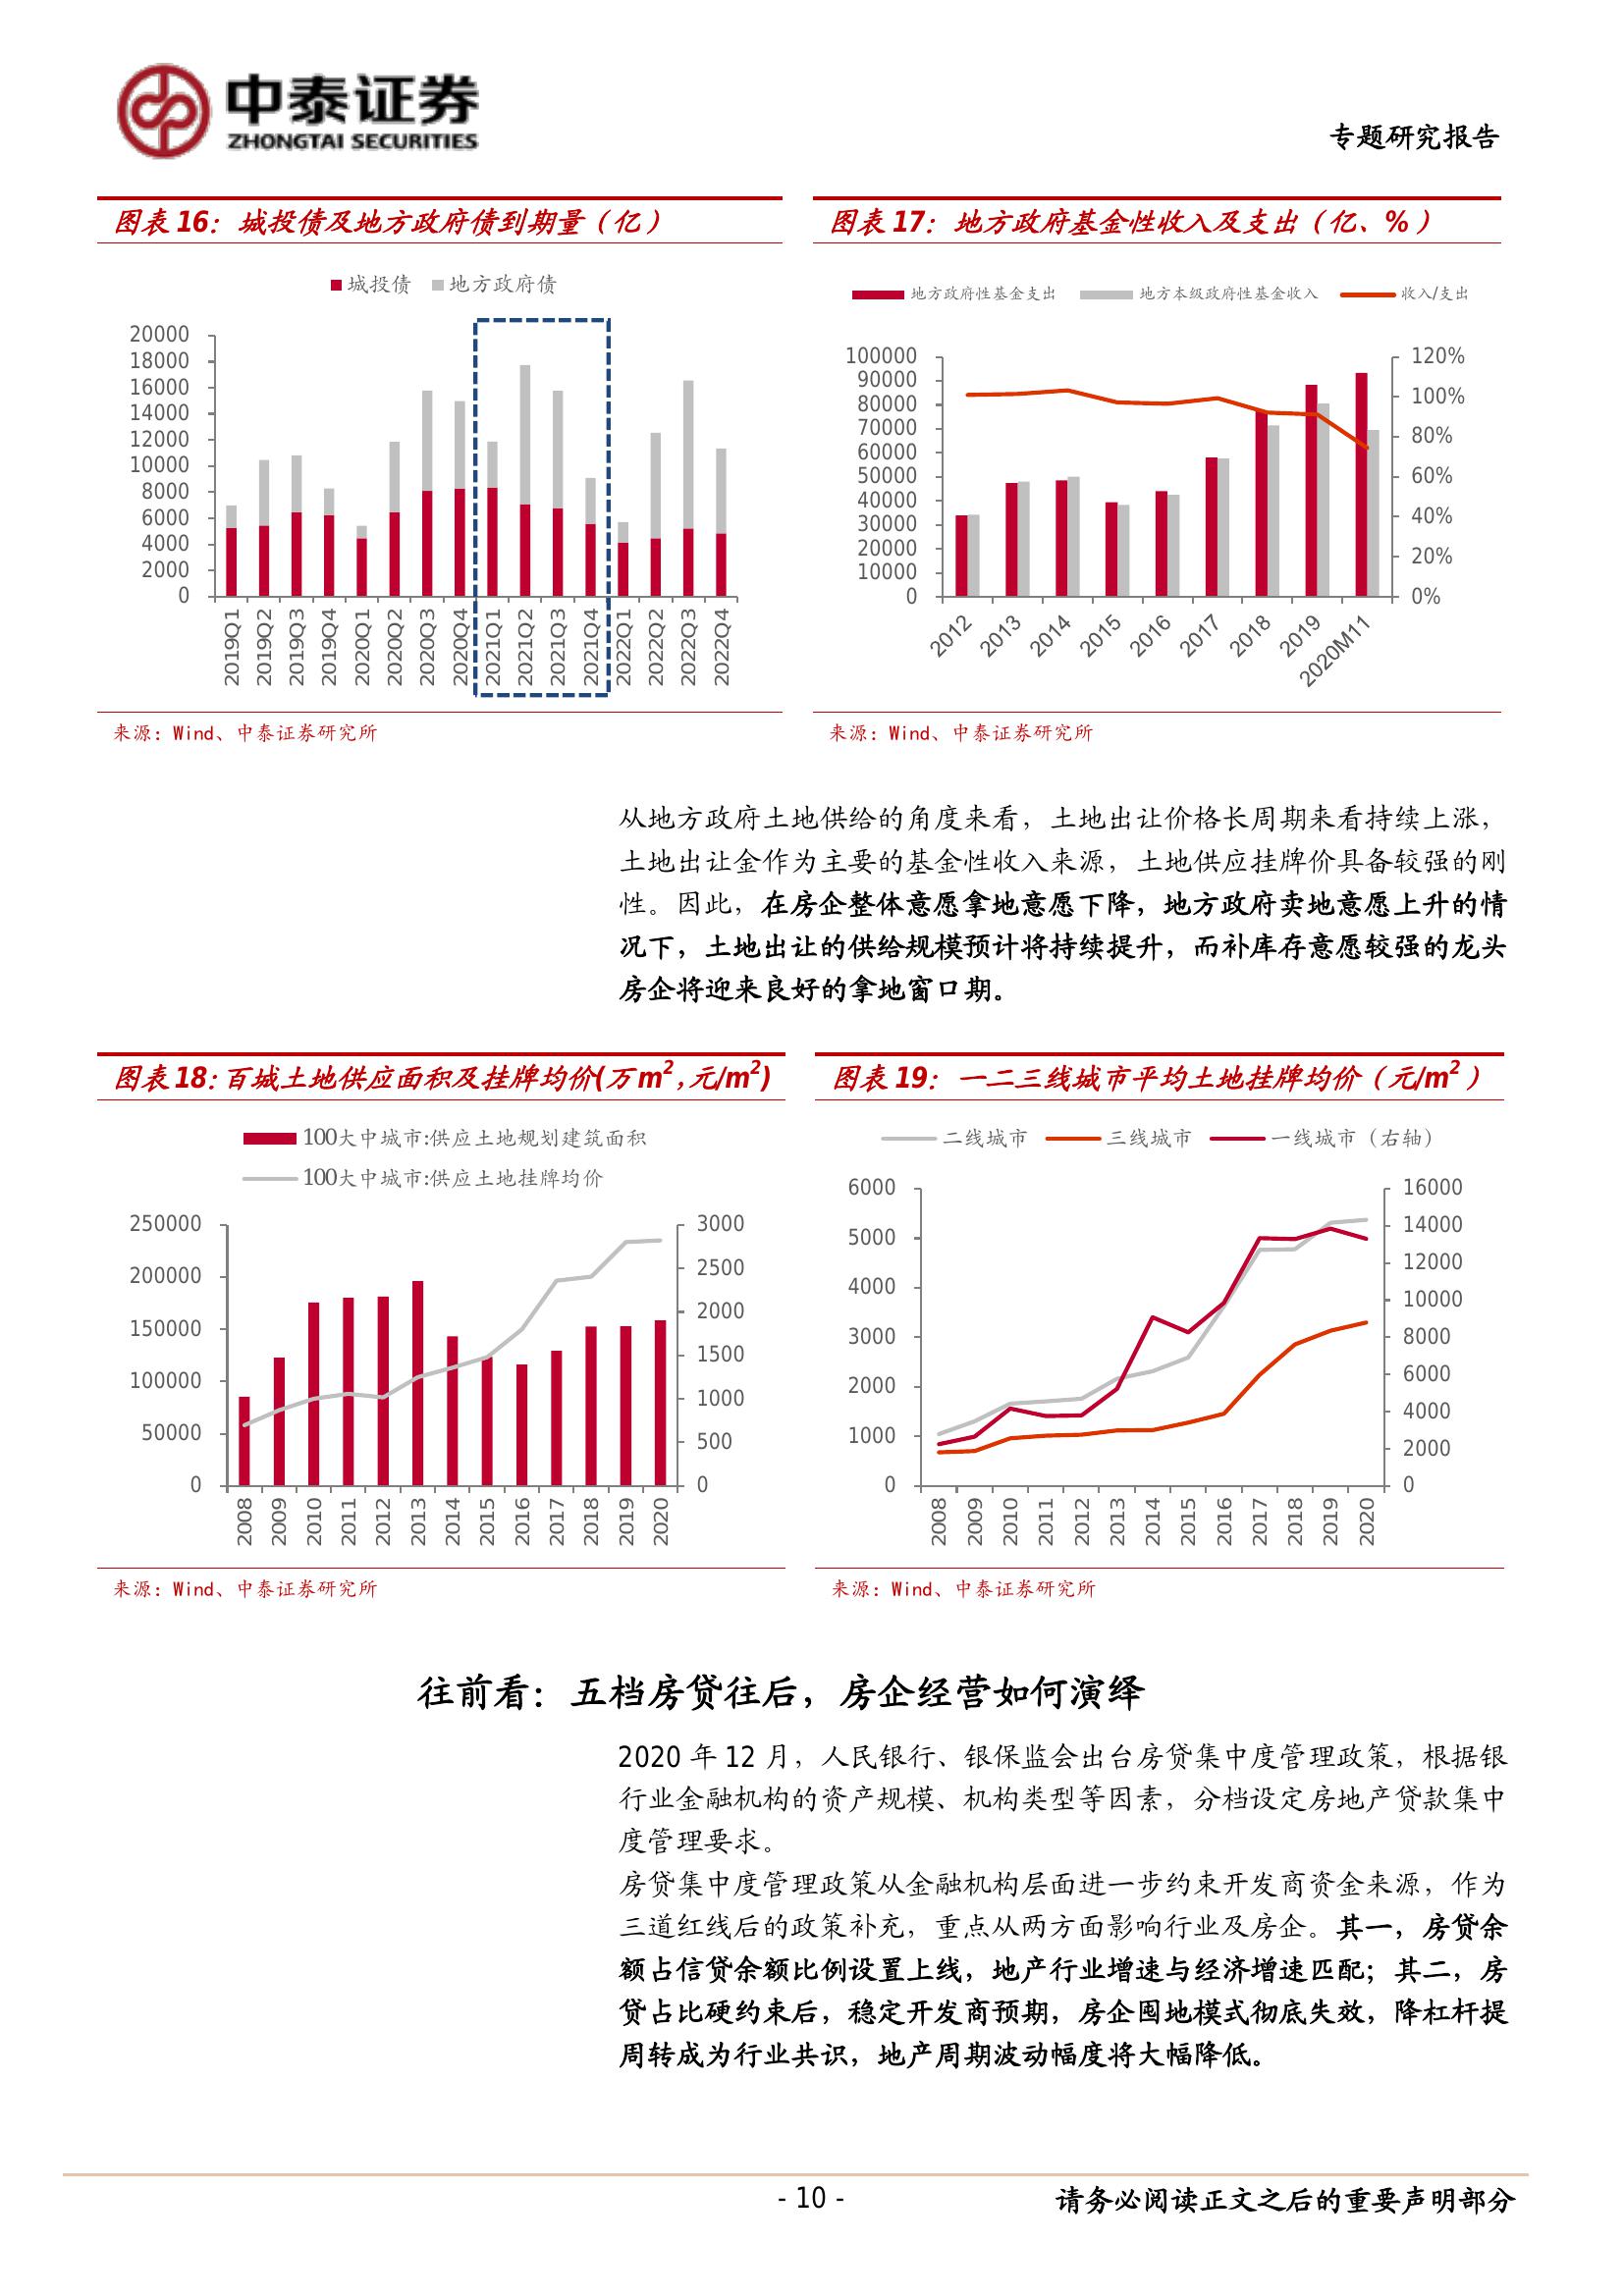 中泰证券
ZHONGTAI SECURITIES
专题研究报告
图表16：城投债及地方政府债到期量（亿）
城投债 地方政府债
20000
18000
16000
14000
12000
10000
8000
6000
4000
2000
0
2019Q1 2019Q2 2019Q3 2019Q4 2020Q1 2020Q2 2020Q3 2020Q4 2021Q1 2021Q2 2021Q3 2021Q4 2022Q1 2022Q2 2022Q3 2022Q4
来源：Wind、中泰证券研究所
图表17：地方政府基金性收入及支出（亿、%）
地方政府性基金支出 地方本级政府性基金收入 收入/支出
100000
90000
80000
70000
60000
50000
40000
30000
20000
10000
0
120%
100%
80%
60%
40%
20%
0%
2012 2013 2014 2015 2016 2017 2018 2019 2020M11
来源：Wind、中泰证券研究所
从地方政府土地供给的角度来看，土地出让价格长周期来看持续上涨，
土地出让金作为主要的基金性收入来源，土地供应挂牌价具备较强的刚
性。因此，在房企整体意愿拿地意愿下降，地方政府卖地意愿上升的情
况下，土地出让的供给规模预计将持续提升，而补库存意愿较强的龙头
房企将迎来良好的拿地窗口期。
图表18：百城土地供应面积及挂牌均价(万m²,元/m²)
100大中城市:供应土地规划建筑面积
100大中城市:供应土地挂牌均价
250000
200000
150000
100000
50000
0
3000
2500
2000
1500
1000
500
0
2008 2009 2010 2011 2012 2013 2014 2015 2016 2017 2018 2019 2020
来源：Wind、中泰证券研究所
图表19：一二三线城市平均土地挂牌均价（元/m²）
二线城市 三线城市 一线城市（右轴）
6000
5000
4000
3000
2000
1000
0
16000
14000
12000
10000
8000
6000
4000
2000
0
2008 2009 2010 2011 2012 2013 2014 2015 2016 2017 2018 2019 2020
来源：Wind、中泰证券研究所
往前看：五档房贷往后，房企经营如何演绎
2020 年 12 月，人民银行、银保监会出台房贷集中度管理政策，根据银
行业金融机构的资产规模、机构类型等因素，分档设定房地产贷款集中
度管理要求。
房贷集中度管理政策从金融机构层面进一步约束开发商资金来源，作为
三道红线后的政策补充，重点从两方面影响行业及房企。其一，房贷余
额占信贷余额比例设置上线，地产行业增速与经济增速匹配；其二，房
贷占比硬约束后，稳定开发商预期，房企囤地模式彻底失效，降杠杆提
周转成为行业共识，地产周期波动幅度将大幅降低。
- 10 -
请务必阅读正文之后的重要声明部分